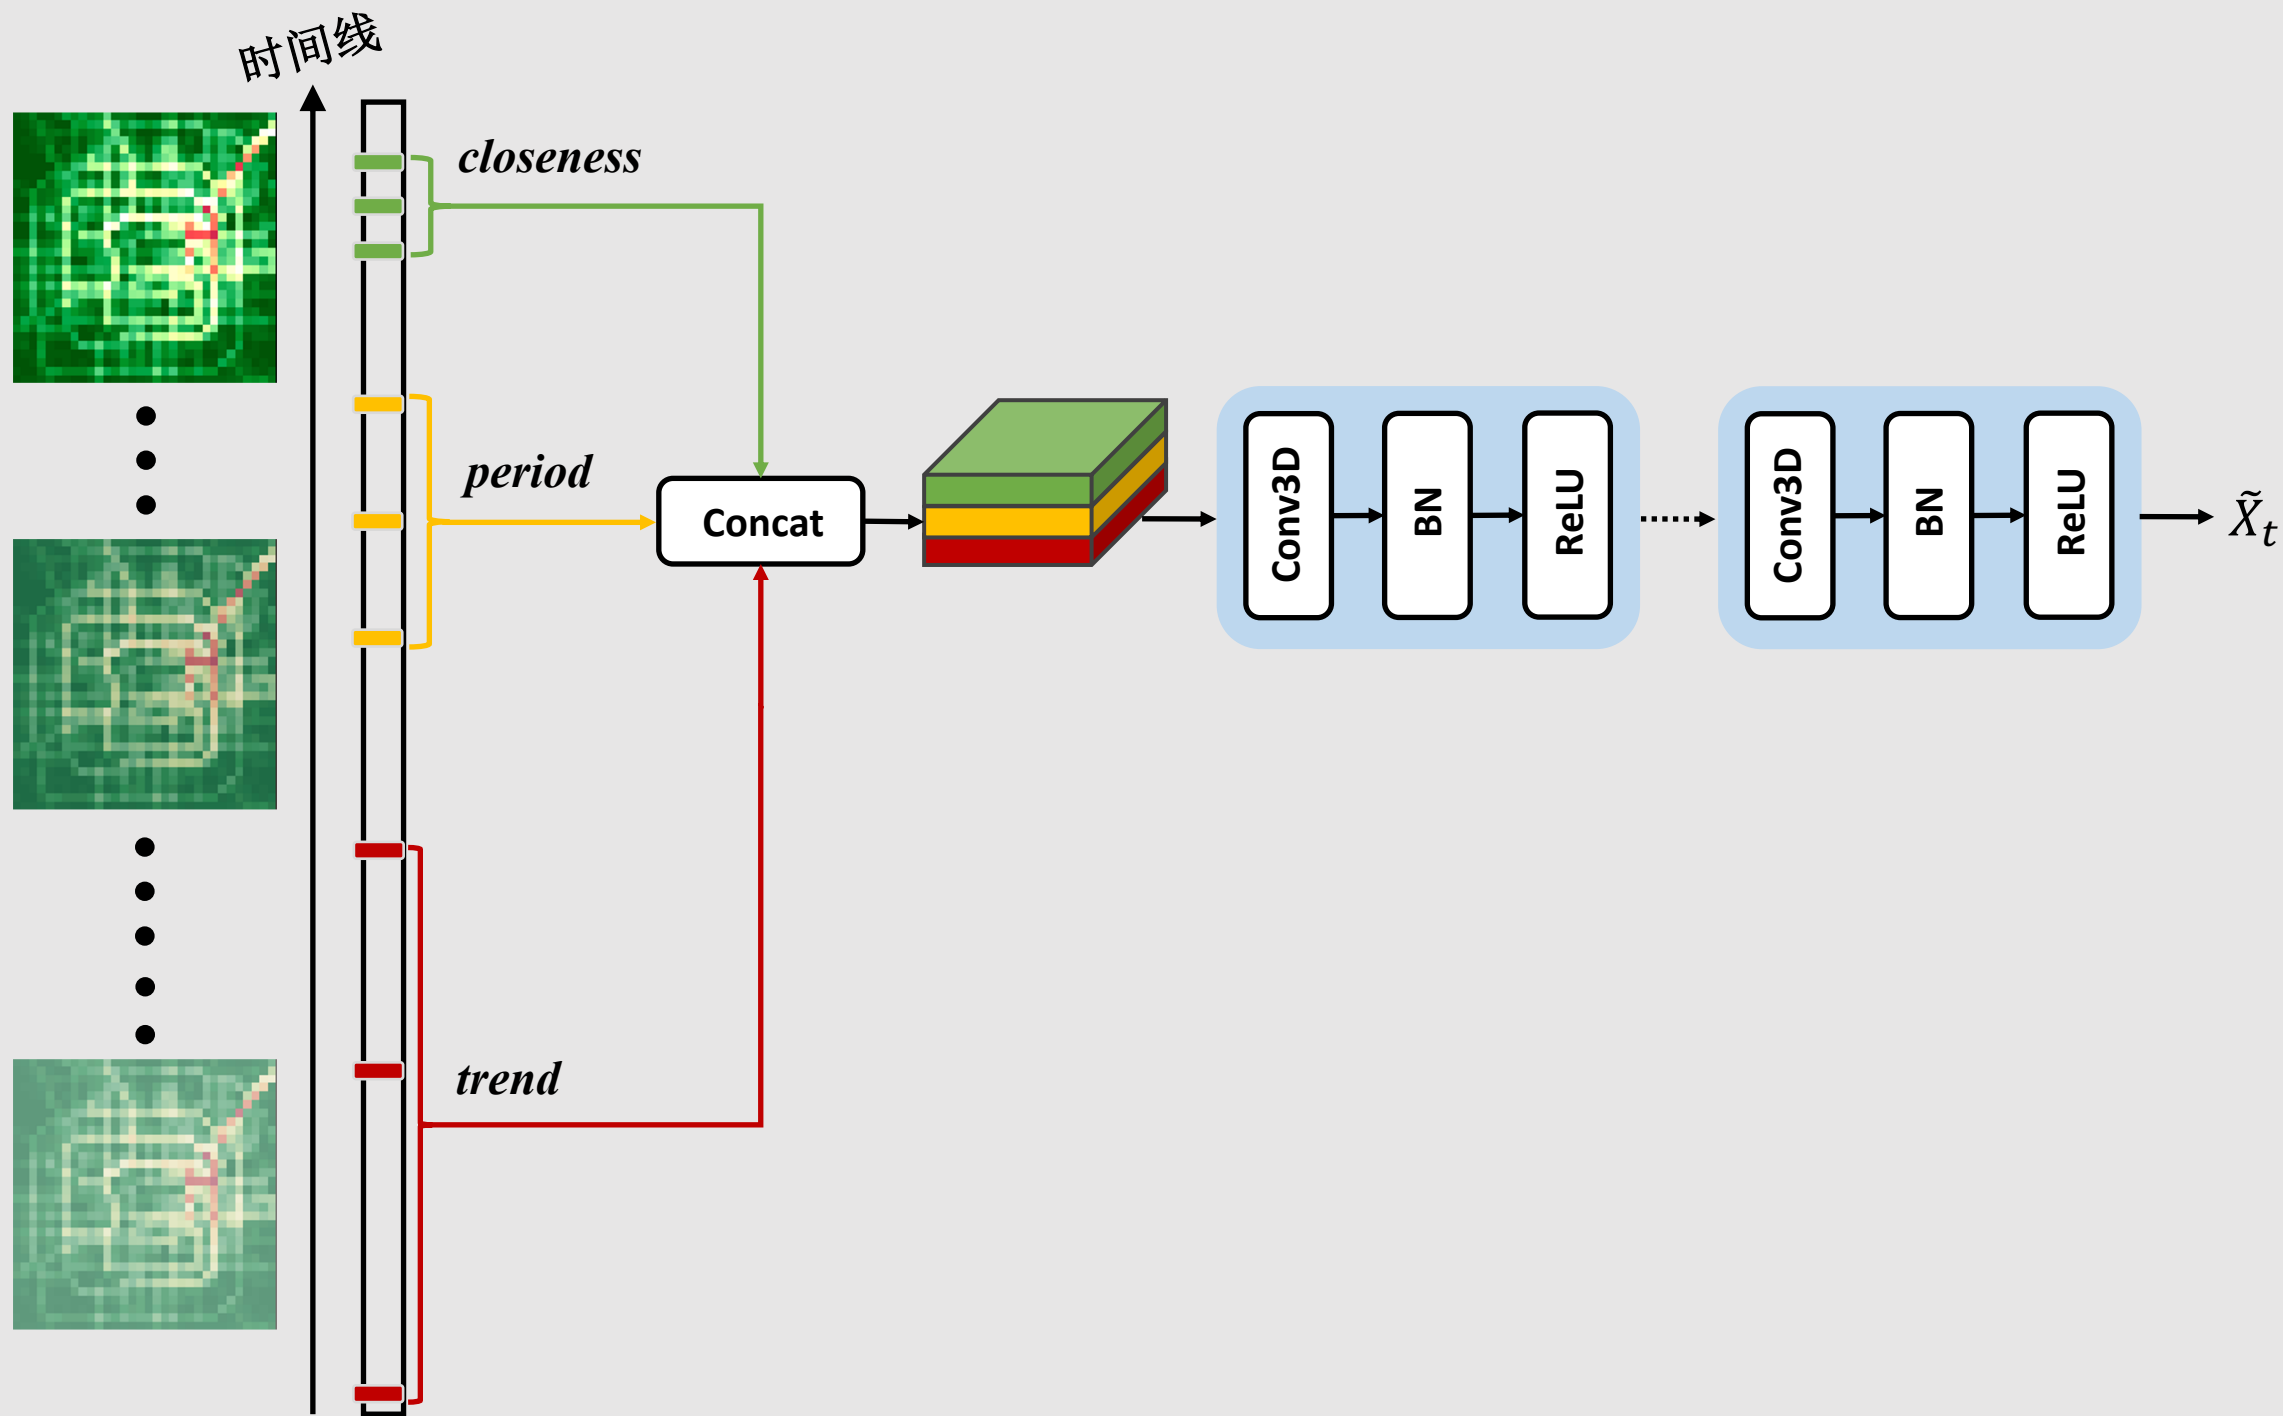 时间线
closeness
period
trend
Concat
Conv3D
BN
ReLU
Conv3D
BN
ReLU
X̃t